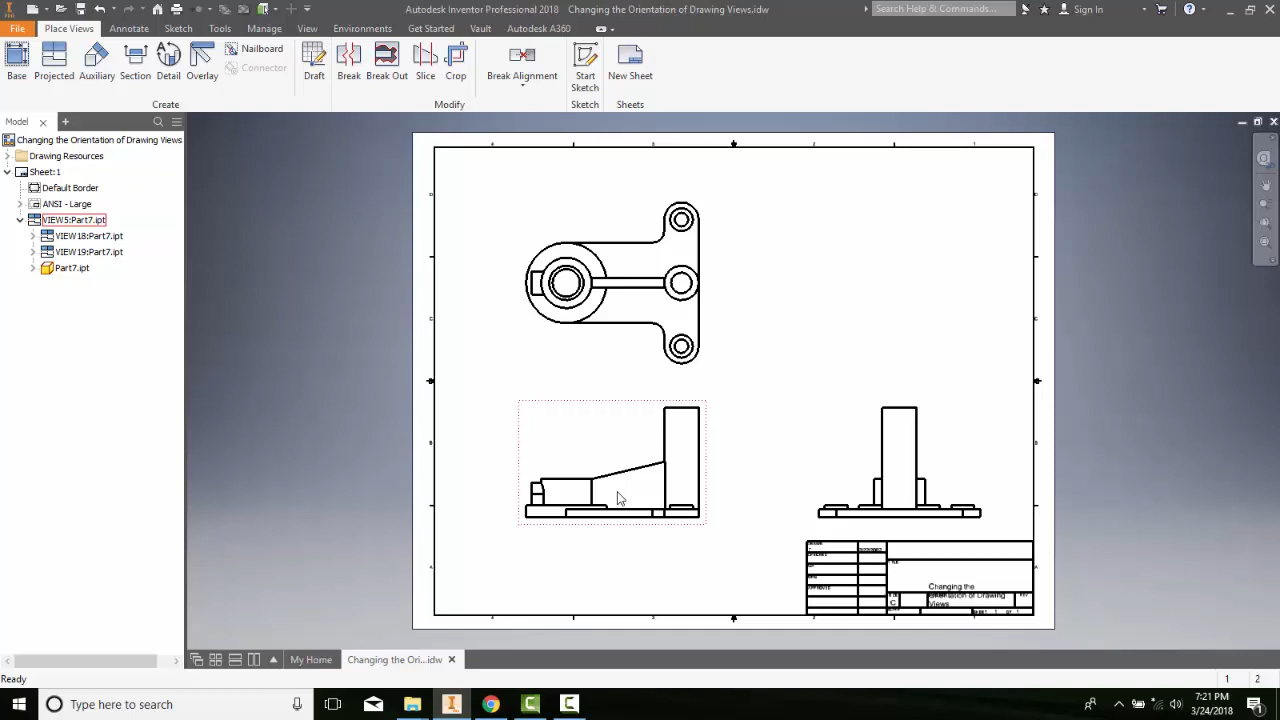 Autodesk Inventor Professional 2018 Changing the Orientation of Drawing Views.idw
Search Help & Commands...
Sign In
PRO
File Place Views Annotate Sketch Tools Manage View Environments Get Started Vault Autodesk A360
Base Projected Auxiliary Section Detail Overlay
Nailboard
Connector
Draft
Break Break Out Slice Crop
Break Alignment
Start
Sketch
New Sheet
Create Modify Sketch Sheets
Model
Changing the Orientation of Drawing Views
Drawing Resources
Sheet:1
Default Border
ANSI - Large
VIEW5:Part7.ipt
VIEW18:Part7.ipt
VIEW19:Part7.ipt
Part7.ipt
Changing the
Orientation of Drawing
Views
C
My Home
Changing the Ori...idw
Ready
1 2
Type here to search
7:21 PM
3/24/2018